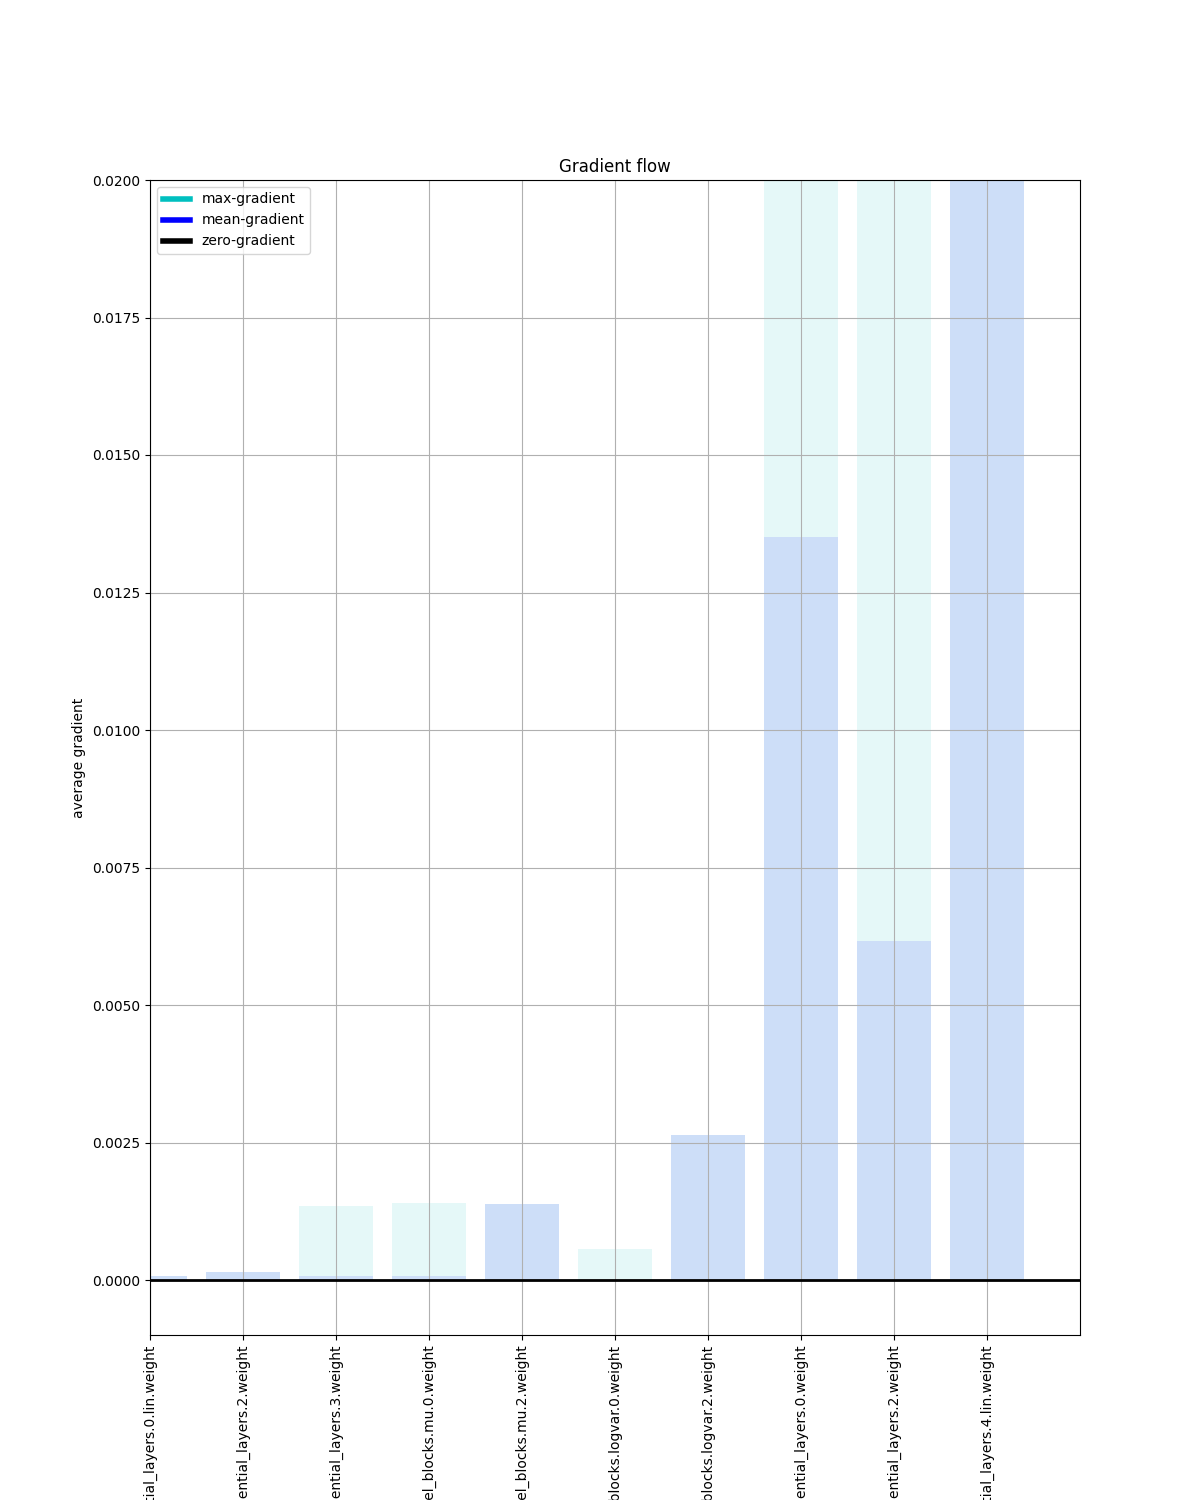 Gradient flow
max-gradient
mean-gradient
zero-gradient
0.0200
0.0175
0.0150
0.0125
0.0100
0.0075
0.0050
0.0025
0.0000
average gradient
tial_layers.0.lin.weight
ential_layers.2.weight
ential_layers.3.weight
el_blocks.mu.0.weight
el_blocks.mu.2.weight
blocks.logvar.0.weight
blocks.logvar.2.weight
ential_layers.0.weight
ential_layers.2.weight
tial_layers.4.lin.weight